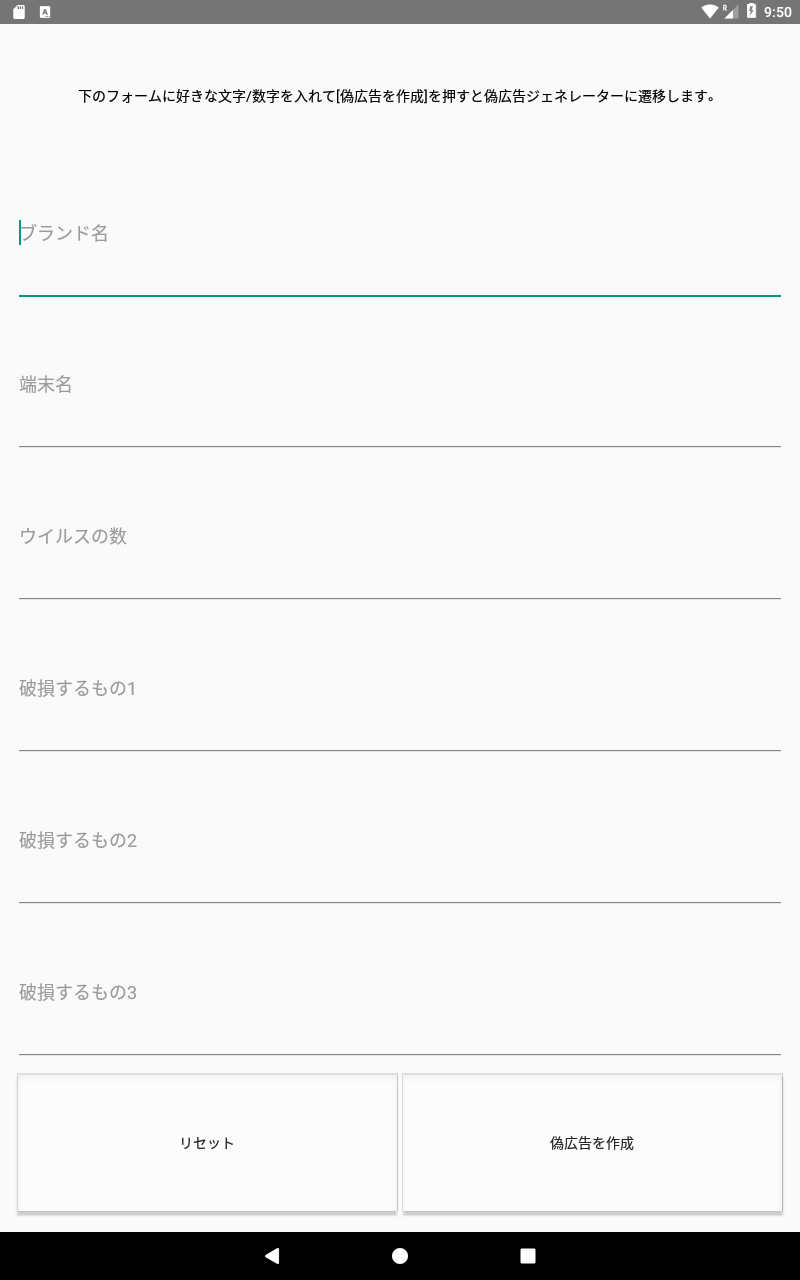 9:50
下のフォームに好きな文字/数字を入れて[偽広告を作成]を押すと偽広告ジェネレーターに遷移します。
ブランド名
端末名
ウイルスの数
破損するもの1
破損するもの2
破損するもの3
リセット
偽広告を作成